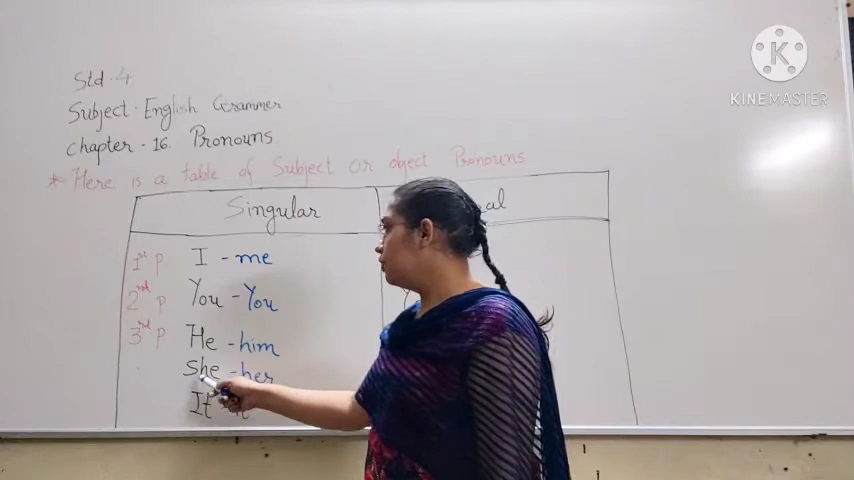 Std - 4
Subject - English Grammer
Chapter - 16. Pronouns
* Here is a table of Subject or object Pronouns
Singular
1st P I - me
2nd P You - You
3rd P He - him
She - her
It
KINEMASTER